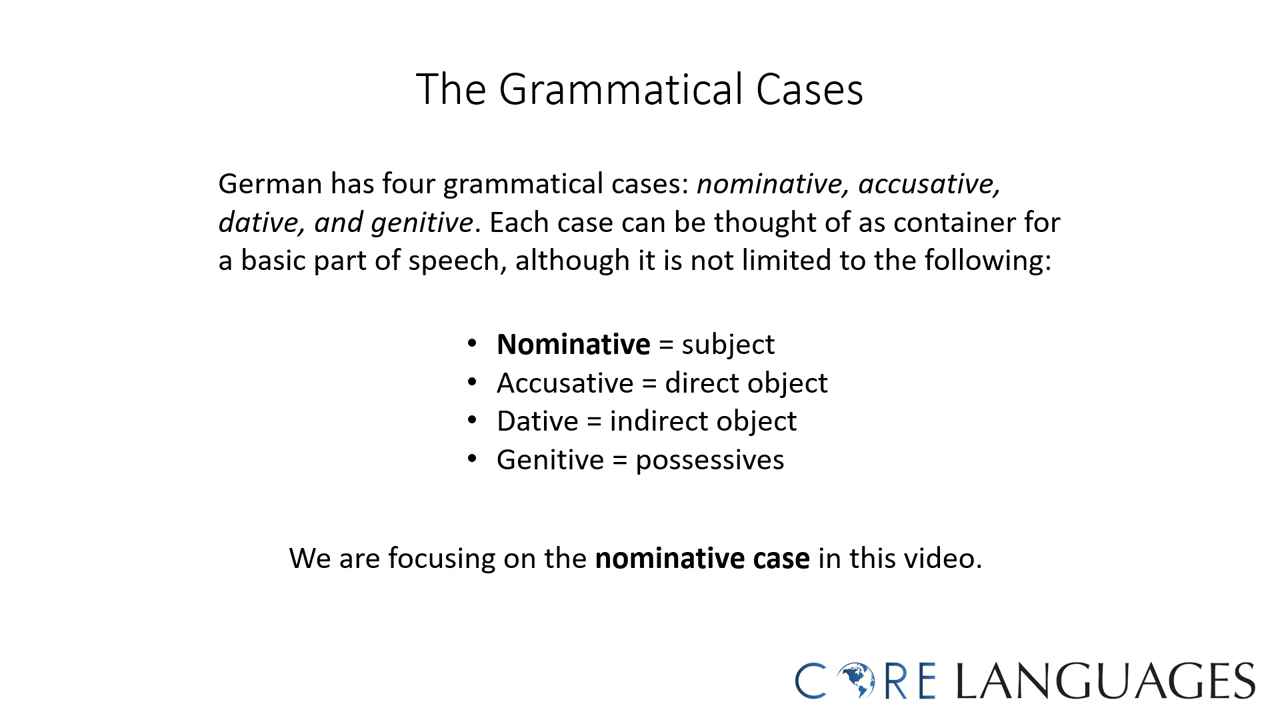 The Grammatical Cases
German has four grammatical cases: nominative, accusative,
dative, and genitive. Each case can be thought of as container for
a basic part of speech, although it is not limited to the following:
• Nominative = subject
• Accusative = direct object
• Dative = indirect object
• Genitive = possessives
We are focusing on the nominative case in this video.
CORE LANGUAGES